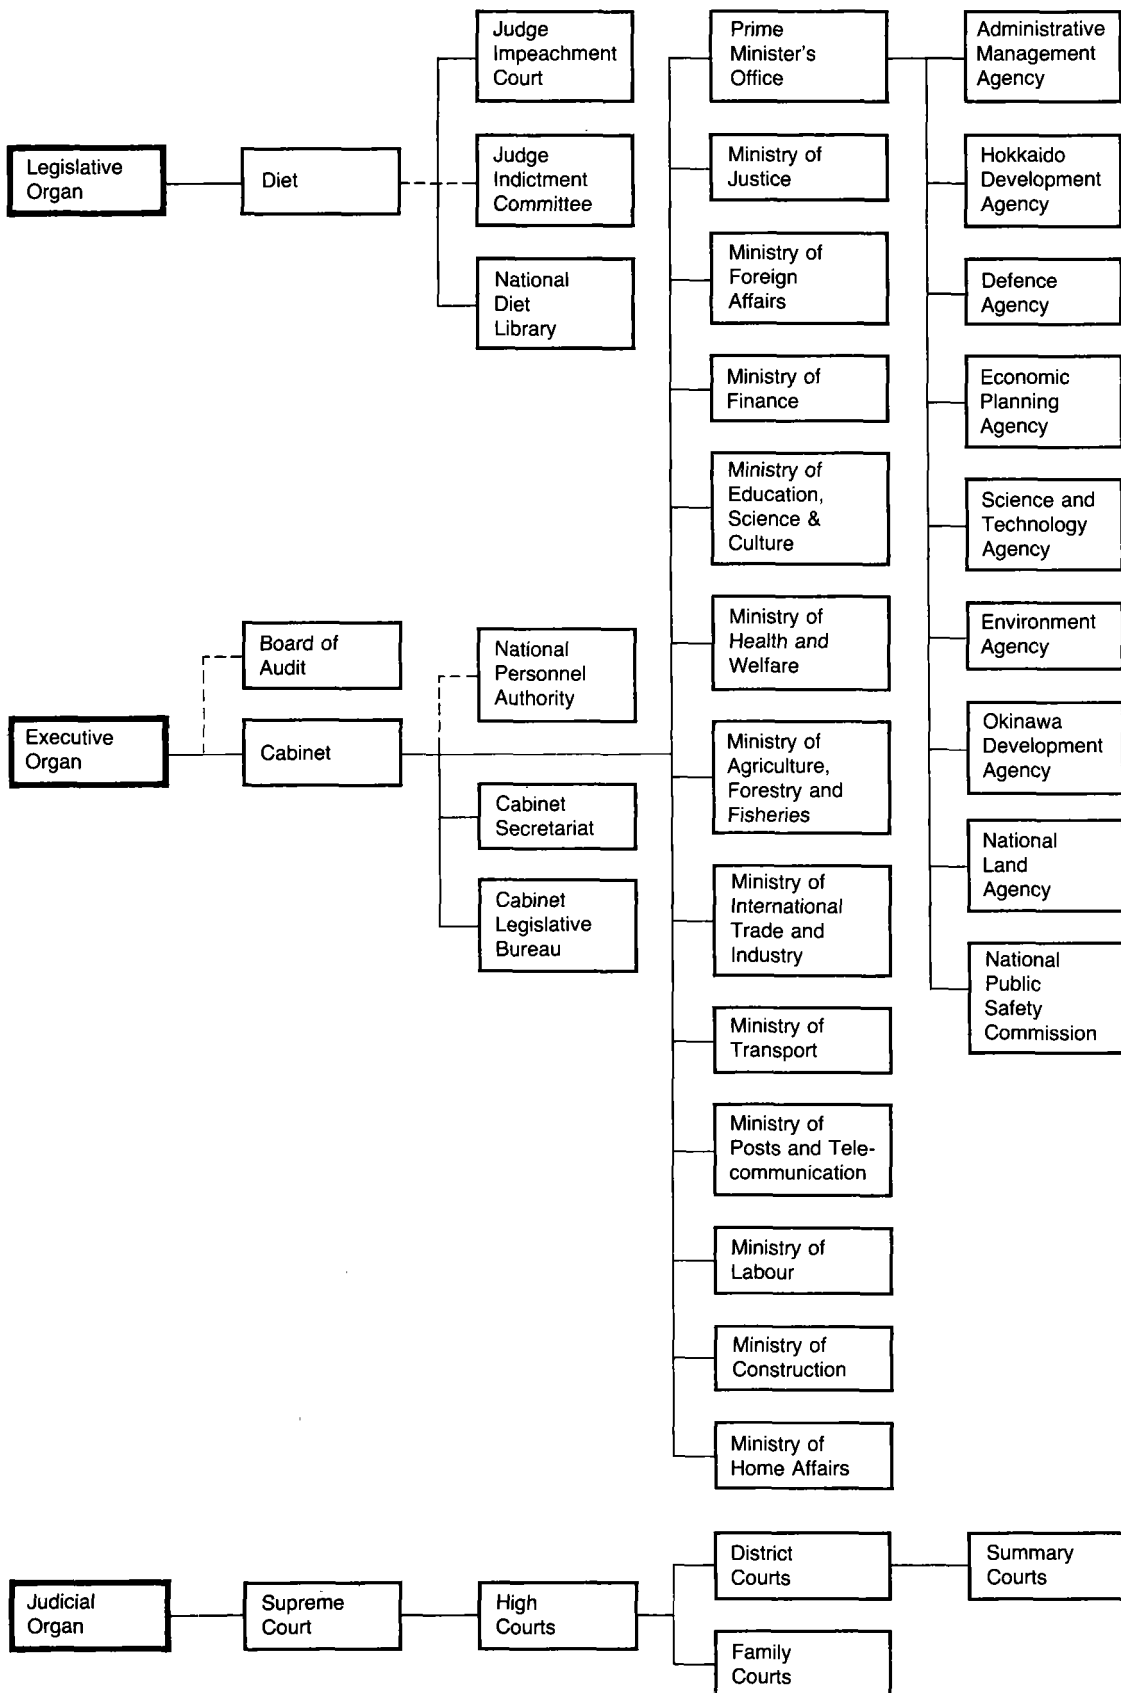 Legislative
Organ
Diet
Judge
Impeachment
Court
Judge
Indictment
Committee
National
Diet
Library
Executive
Organ
Board of
Audit
Cabinet
National
Personnel
Authority
Cabinet
Secretariat
Cabinet
Legislative
Bureau
Prime
Minister's
Office
Ministry of
Justice
Ministry of
Foreign
Affairs
Ministry of
Finance
Ministry of
Education,
Science &
Culture
Ministry of
Health and
Welfare
Ministry of
Agriculture,
Forestry and
Fisheries
Ministry of
International
Trade and
Industry
Ministry of
Transport
Ministry of
Posts and Tele-
communication
Ministry of
Labour
Ministry of
Construction
Ministry of
Home Affairs
Administrative
Management
Agency
Hokkaido
Development
Agency
Defence
Agency
Economic
Planning
Agency
Science and
Technology
Agency
Environment
Agency
Okinawa
Development
Agency
National
Land
Agency
National
Public
Safety
Commission
Judicial
Organ
Supreme
Court
High
Courts
District
Courts
Family
Courts
Summary
Courts